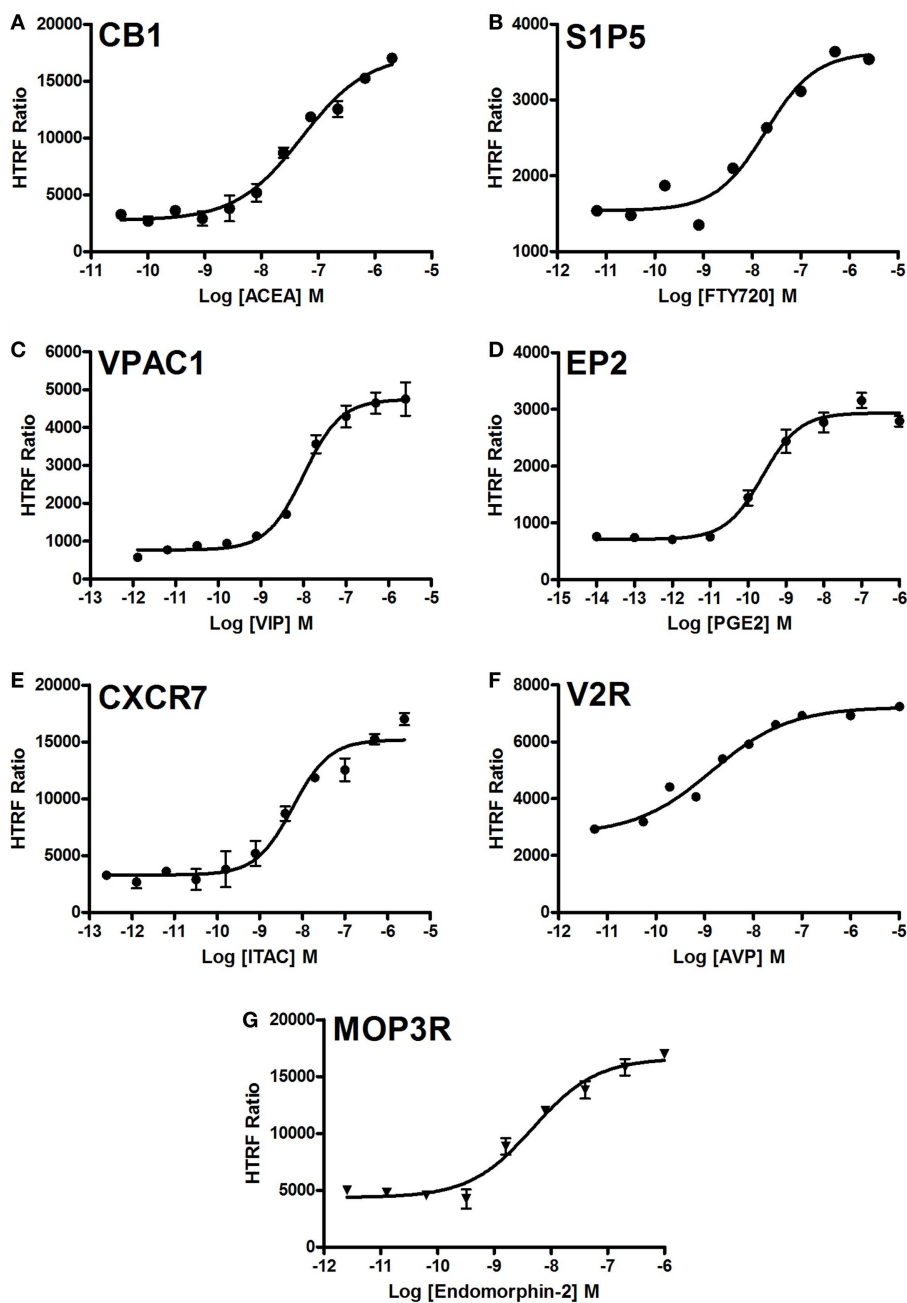 A
CB1
HTRF Ratio
20000
15000
10000
5000
0
-11 -10 -9 -8 -7 -6 -5
Log [ACEA] M
B
S1P5
HTRF Ratio
4000
3000
2000
1000
-12 -11 -10 -9 -8 -7 -6 -5
Log [FTY720] M
C
VPAC1
HTRF Ratio
6000
5000
4000
3000
2000
1000
0
-13 -12 -11 -10 -9 -8 -7 -6 -5
Log [VIP] M
D
EP2
HTRF Ratio
4000
3000
2000
1000
0
-15 -14 -13 -12 -11 -10 -9 -8 -7 -6
Log [PGE2] M
E
CXCR7
HTRF Ratio
20000
15000
10000
5000
0
-13 -12 -11 -10 -9 -8 -7 -6 -5
Log [ITAC] M
F
V2R
HTRF Ratio
8000
6000
4000
2000
0
-12 -11 -10 -9 -8 -7 -6 -5
Log [AVP] M
G
MOP3R
HTRF Ratio
20000
15000
10000
5000
0
-12 -11 -10 -9 -8 -7 -6
Log [Endomorphin-2] M